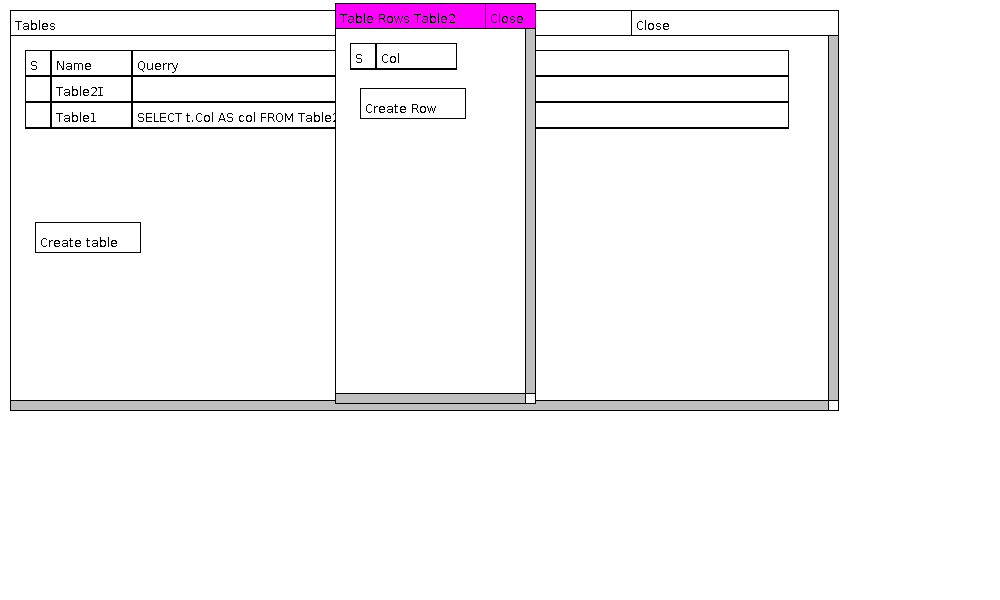 Tables
Close
S Name Querry
Table2I
Table1 SELECT t.Col AS col FROM Table2
Create table
Table Rows Table2 Close
S Col
Create Row